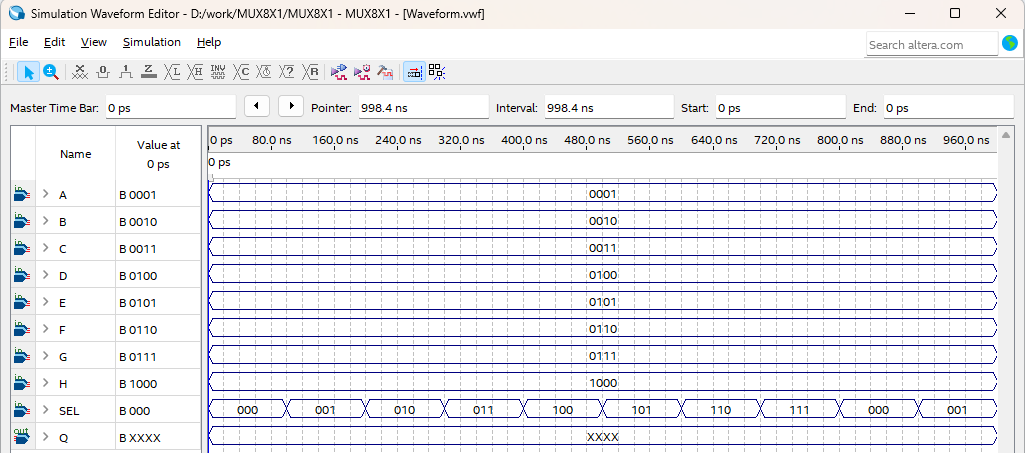 Simulation Waveform Editor - D:/work/MUX8X1/MUX8X1 - MUX8X1 - [Waveform.vwf]
File Edit View Simulation Help
Search altera.com
Master Time Bar: 0 ps Pointer: 998.4 ns Interval: 998.4 ns Start: 0 ps End: 0 ps
Name Value at 0 ps
0 ps 80.0 ns 160.0 ns 240.0 ns 320.0 ns 400.0 ns 480.0 ns 560.0 ns 640.0 ns 720.0 ns 800.0 ns 880.0 ns 960.0 ns
0 ps
A B 0001 0001
B B 0010 0010
C B 0011 0011
D B 0100 0100
E B 0101 0101
F B 0110 0110
G B 0111 0111
H B 1000 1000
SEL B 000 000 001 010 011 100 101 110 111 000 001
Q B XXXX XXXX